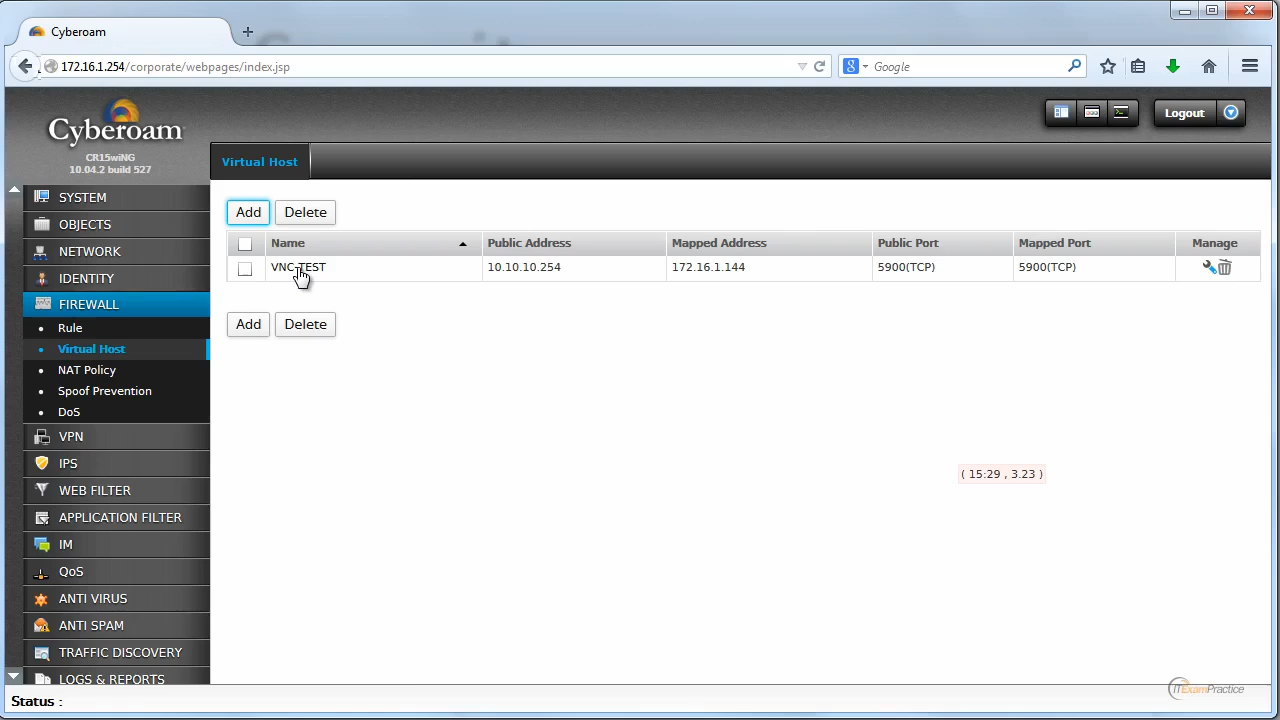 Cyberoam
172.16.1.254/corporate/webpages/index.jsp
Google
Cyberoam
CR15wiNG
10.04.2 build 527
Logout
Virtual Host
SYSTEM
OBJECTS
NETWORK
IDENTITY
FIREWALL
Rule
Virtual Host
NAT Policy
Spoof Prevention
DoS
VPN
IPS
WEB FILTER
APPLICATION FILTER
IM
QoS
ANTI VIRUS
ANTI SPAM
TRAFFIC DISCOVERY
LOGS & REPORTS
Add Delete
Name Public Address Mapped Address Public Port Mapped Port Manage
VNC-TEST 10.10.10.254 172.16.1.144 5900(TCP) 5900(TCP)
Add Delete
( 15:29 , 3.23 )
ITExamPractice
Status :